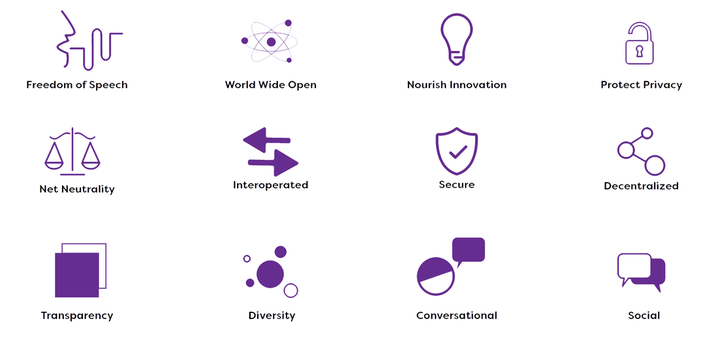 Freedom of Speech
World Wide Open
Nourish Innovation
Protect Privacy
Net Neutrality
Interoperated
Secure
Decentralized
Transparency
Diversity
Conversational
Social